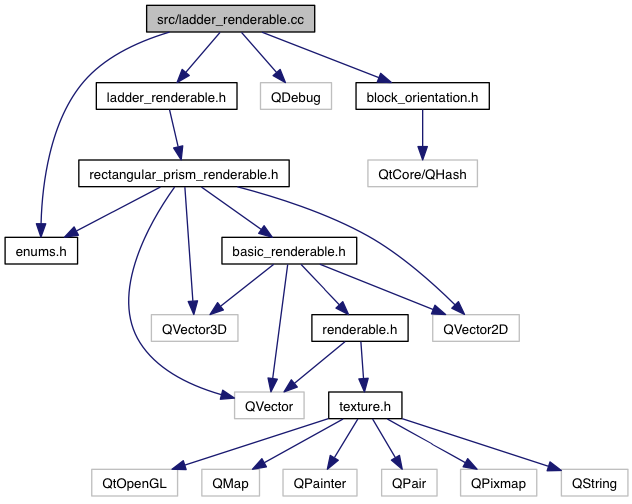 src/ladder_renderable.cc
ladder_renderable.h
QDebug
block_orientation.h
rectangular_prism_renderable.h
QtCore/QHash
enums.h
basic_renderable.h
QVector3D
renderable.h
QVector2D
QVector
texture.h
QtOpenGL
QMap
QPainter
QPair
QPixmap
QString